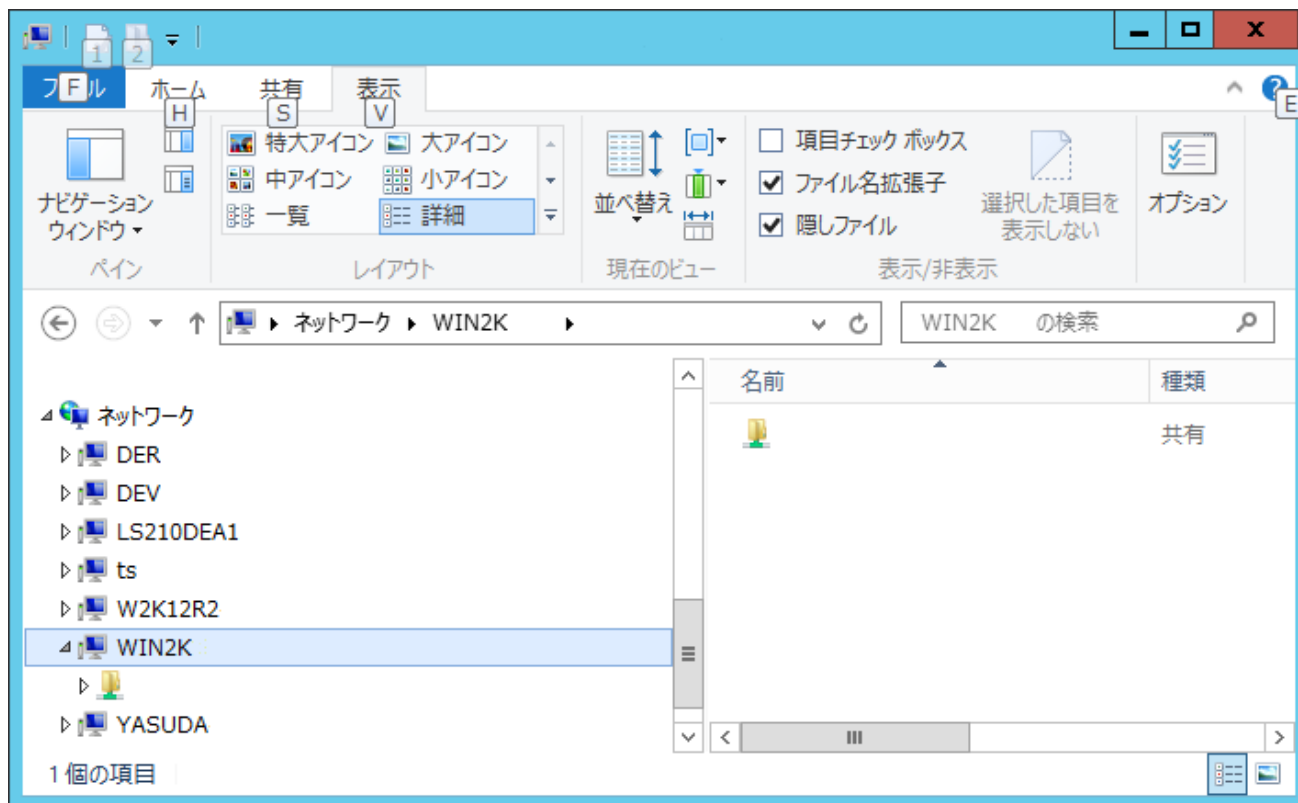 1 2
ファイル ホーム 共有 表示
F H S V E
特大アイコン 大アイコン
中アイコン 小アイコン
一覧 詳細
ナビゲーション
ウィンドウ
並べ替え
項目チェック ボックス
ファイル名拡張子
隠しファイル
選択した項目を
表示しない
オプション
ペイン レイアウト 現在のビュー 表示/非表示
ネットワーク WIN2K
WIN2K の検索
名前 種類
共有
ネットワーク
DER
DEV
LS210DEA1
ts
W2K12R2
WIN2K
YASUDA
1 個の項目